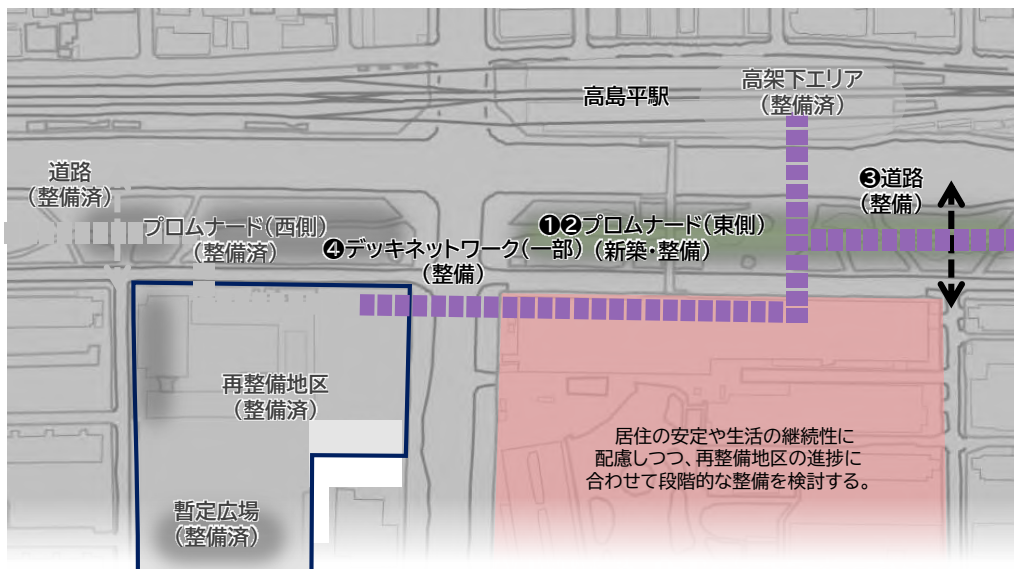 高島平駅
高架下エリア
（整備済）
道路
（整備済）
❸道路
（整備）
プロムナード（西側）
（整備済）
❶❷プロムナード（東側）
（新築・整備）
❹デッキネットワーク（一部）
（整備）
再整備地区
（整備済）
居住の安定や生活の継続性に
配慮しつつ、再整備地区の進捗に
合わせて段階的な整備を検討する。
暫定広場
（整備済）